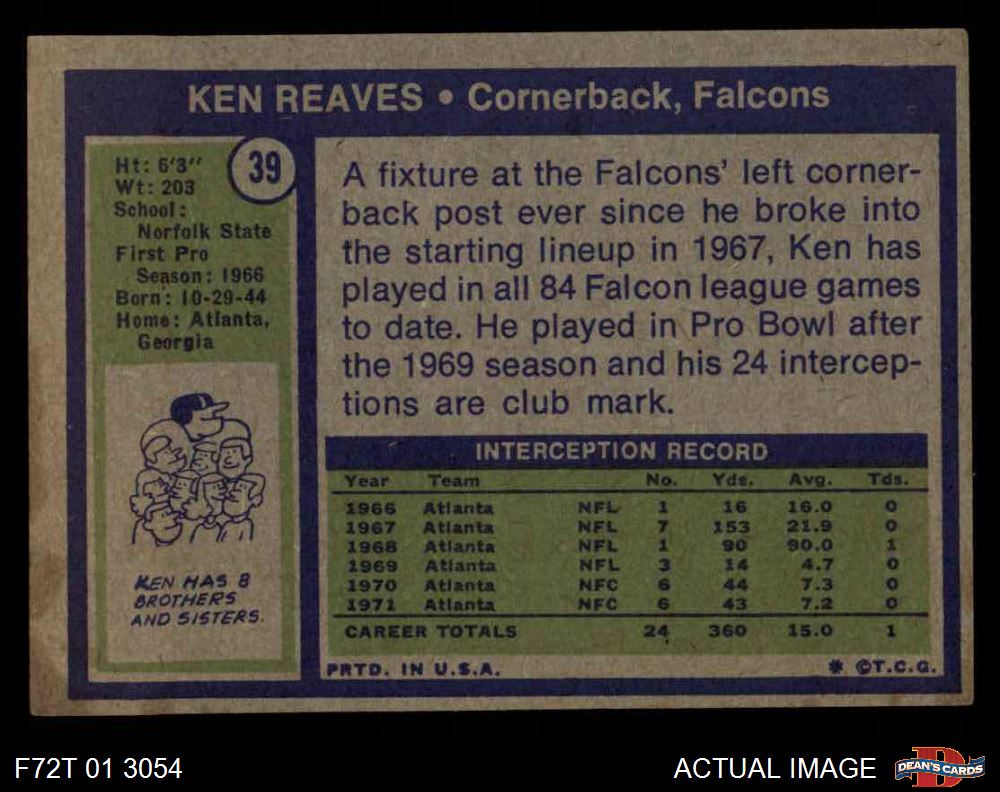 KEN REAVES • Cornerback, Falcons
39
Ht: 6'3"
Wt: 203
School:
Norfolk State
First Pro
Season: 1966
Born: 10-29-44
Home: Atlanta,
Georgia
KEN HAS 8
BROTHERS
AND SISTERS.
A fixture at the Falcons' left corner-
back post ever since he broke into
the starting lineup in 1967, Ken has
played in all 84 Falcon league games
to date. He played in Pro Bowl after
the 1969 season and his 24 intercep-
tions are club mark.
INTERCEPTION RECORD
Year Team No. Yds. Avg. Tds.
1966 Atlanta NFL 1 16 16.0 0
1967 Atlanta NFL 7 153 21.9 0
1968 Atlanta NFL 1 90 90.0 1
1969 Atlanta NFL 3 14 4.7 0
1970 Atlanta NFC 6 44 7.3 0
1971 Atlanta NFC 6 43 7.2 0
CAREER TOTALS 24 360 15.0 1
PRTD. IN U.S.A. * ©T.C.G.
F72T 01 3054 ACTUAL IMAGE DEAN'S CARDS